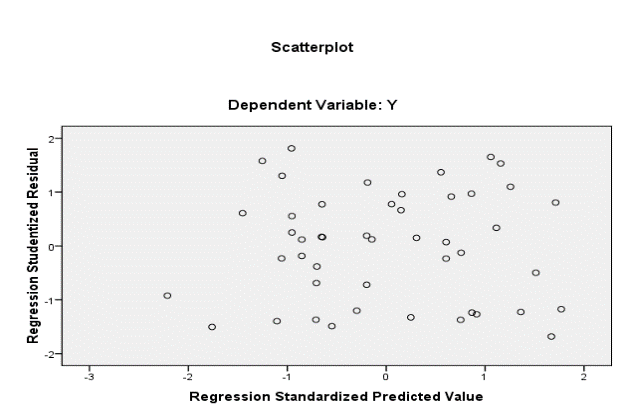 Scatterplot
Dependent Variable: Y
Regression Studentized Residual
2
1
0
-1
-2
-3
-2
-1
0
1
2
Regression Standardized Predicted Value